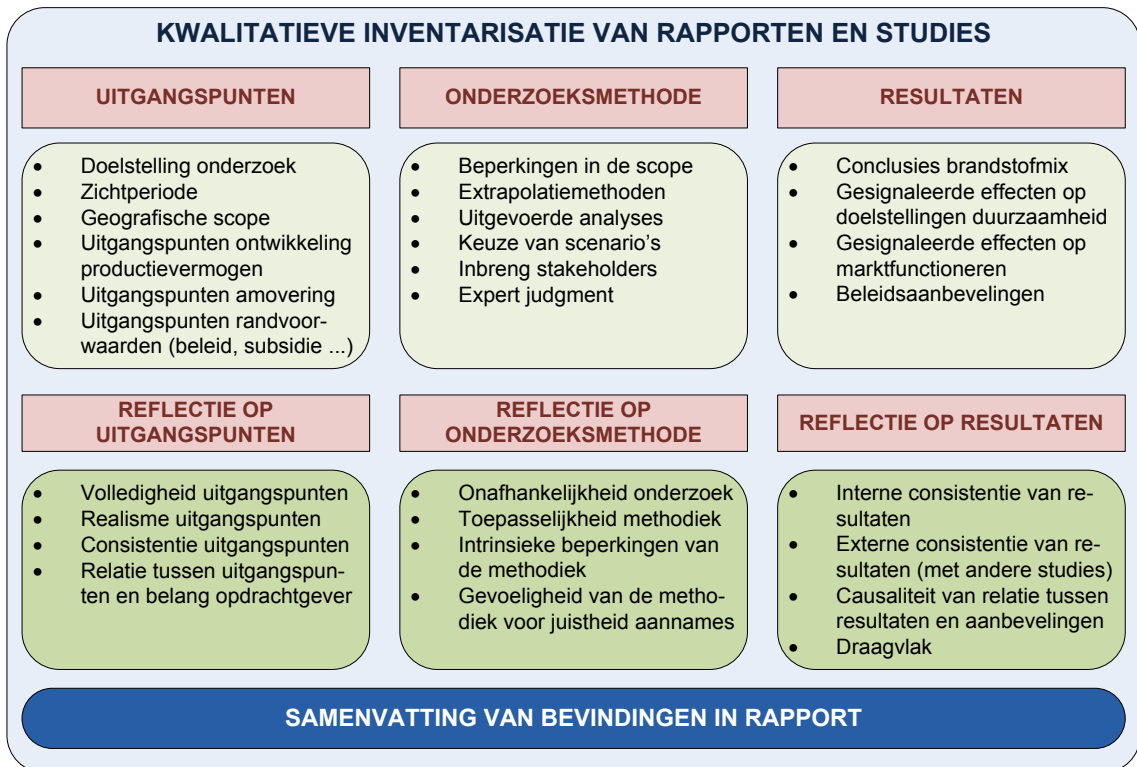 KWALITATIEVE INVENTARISATIE VAN RAPPORTEN EN STUDIES
UITGANGSPUNTEN
• Doelstelling onderzoek
• Zichtperiode
• Geografische scope
• Uitgangspunten ontwikkeling
productievermogen
• Uitgangspunten amovering
• Uitgangspunten randvoor-
waarden (beleid, subsidie ...)
ONDERZOEKSMETHODE
• Beperkingen in de scope
• Extrapolatiemethoden
• Uitgevoerde analyses
• Keuze van scenario’s
• Inbreng stakeholders
• Expert judgment
RESULTATEN
• Conclusies brandstofmix
• Gesignaleerde effecten op
doelstellingen duurzaamheid
• Gesignaleerde effecten op
marktfunctioneren
• Beleidsaanbevelingen
REFLECTIE OP
UITGANGSPUNTEN
• Volledigheid uitgangspunten
• Realisme uitgangspunten
• Consistentie uitgangspunten
• Relatie tussen uitgangspun-
ten en belang opdrachtgever
REFLECTIE OP
ONDERZOEKSMETHODE
• Onafhankelijkheid onderzoek
• Toepasselijkheid methodiek
• Intrinsieke beperkingen van
de methodiek
• Gevoeligheid van de metho-
diek voor juistheid aannames
REFLECTIE OP RESULTATEN
• Interne consistentie van re-
sultaten
• Externe consistentie van re-
sultaten (met andere studies)
• Causaliteit van relatie tussen
resultaten en aanbevelingen
• Draagvlak
SAMENVATTING VAN BEVINDINGEN IN RAPPORT